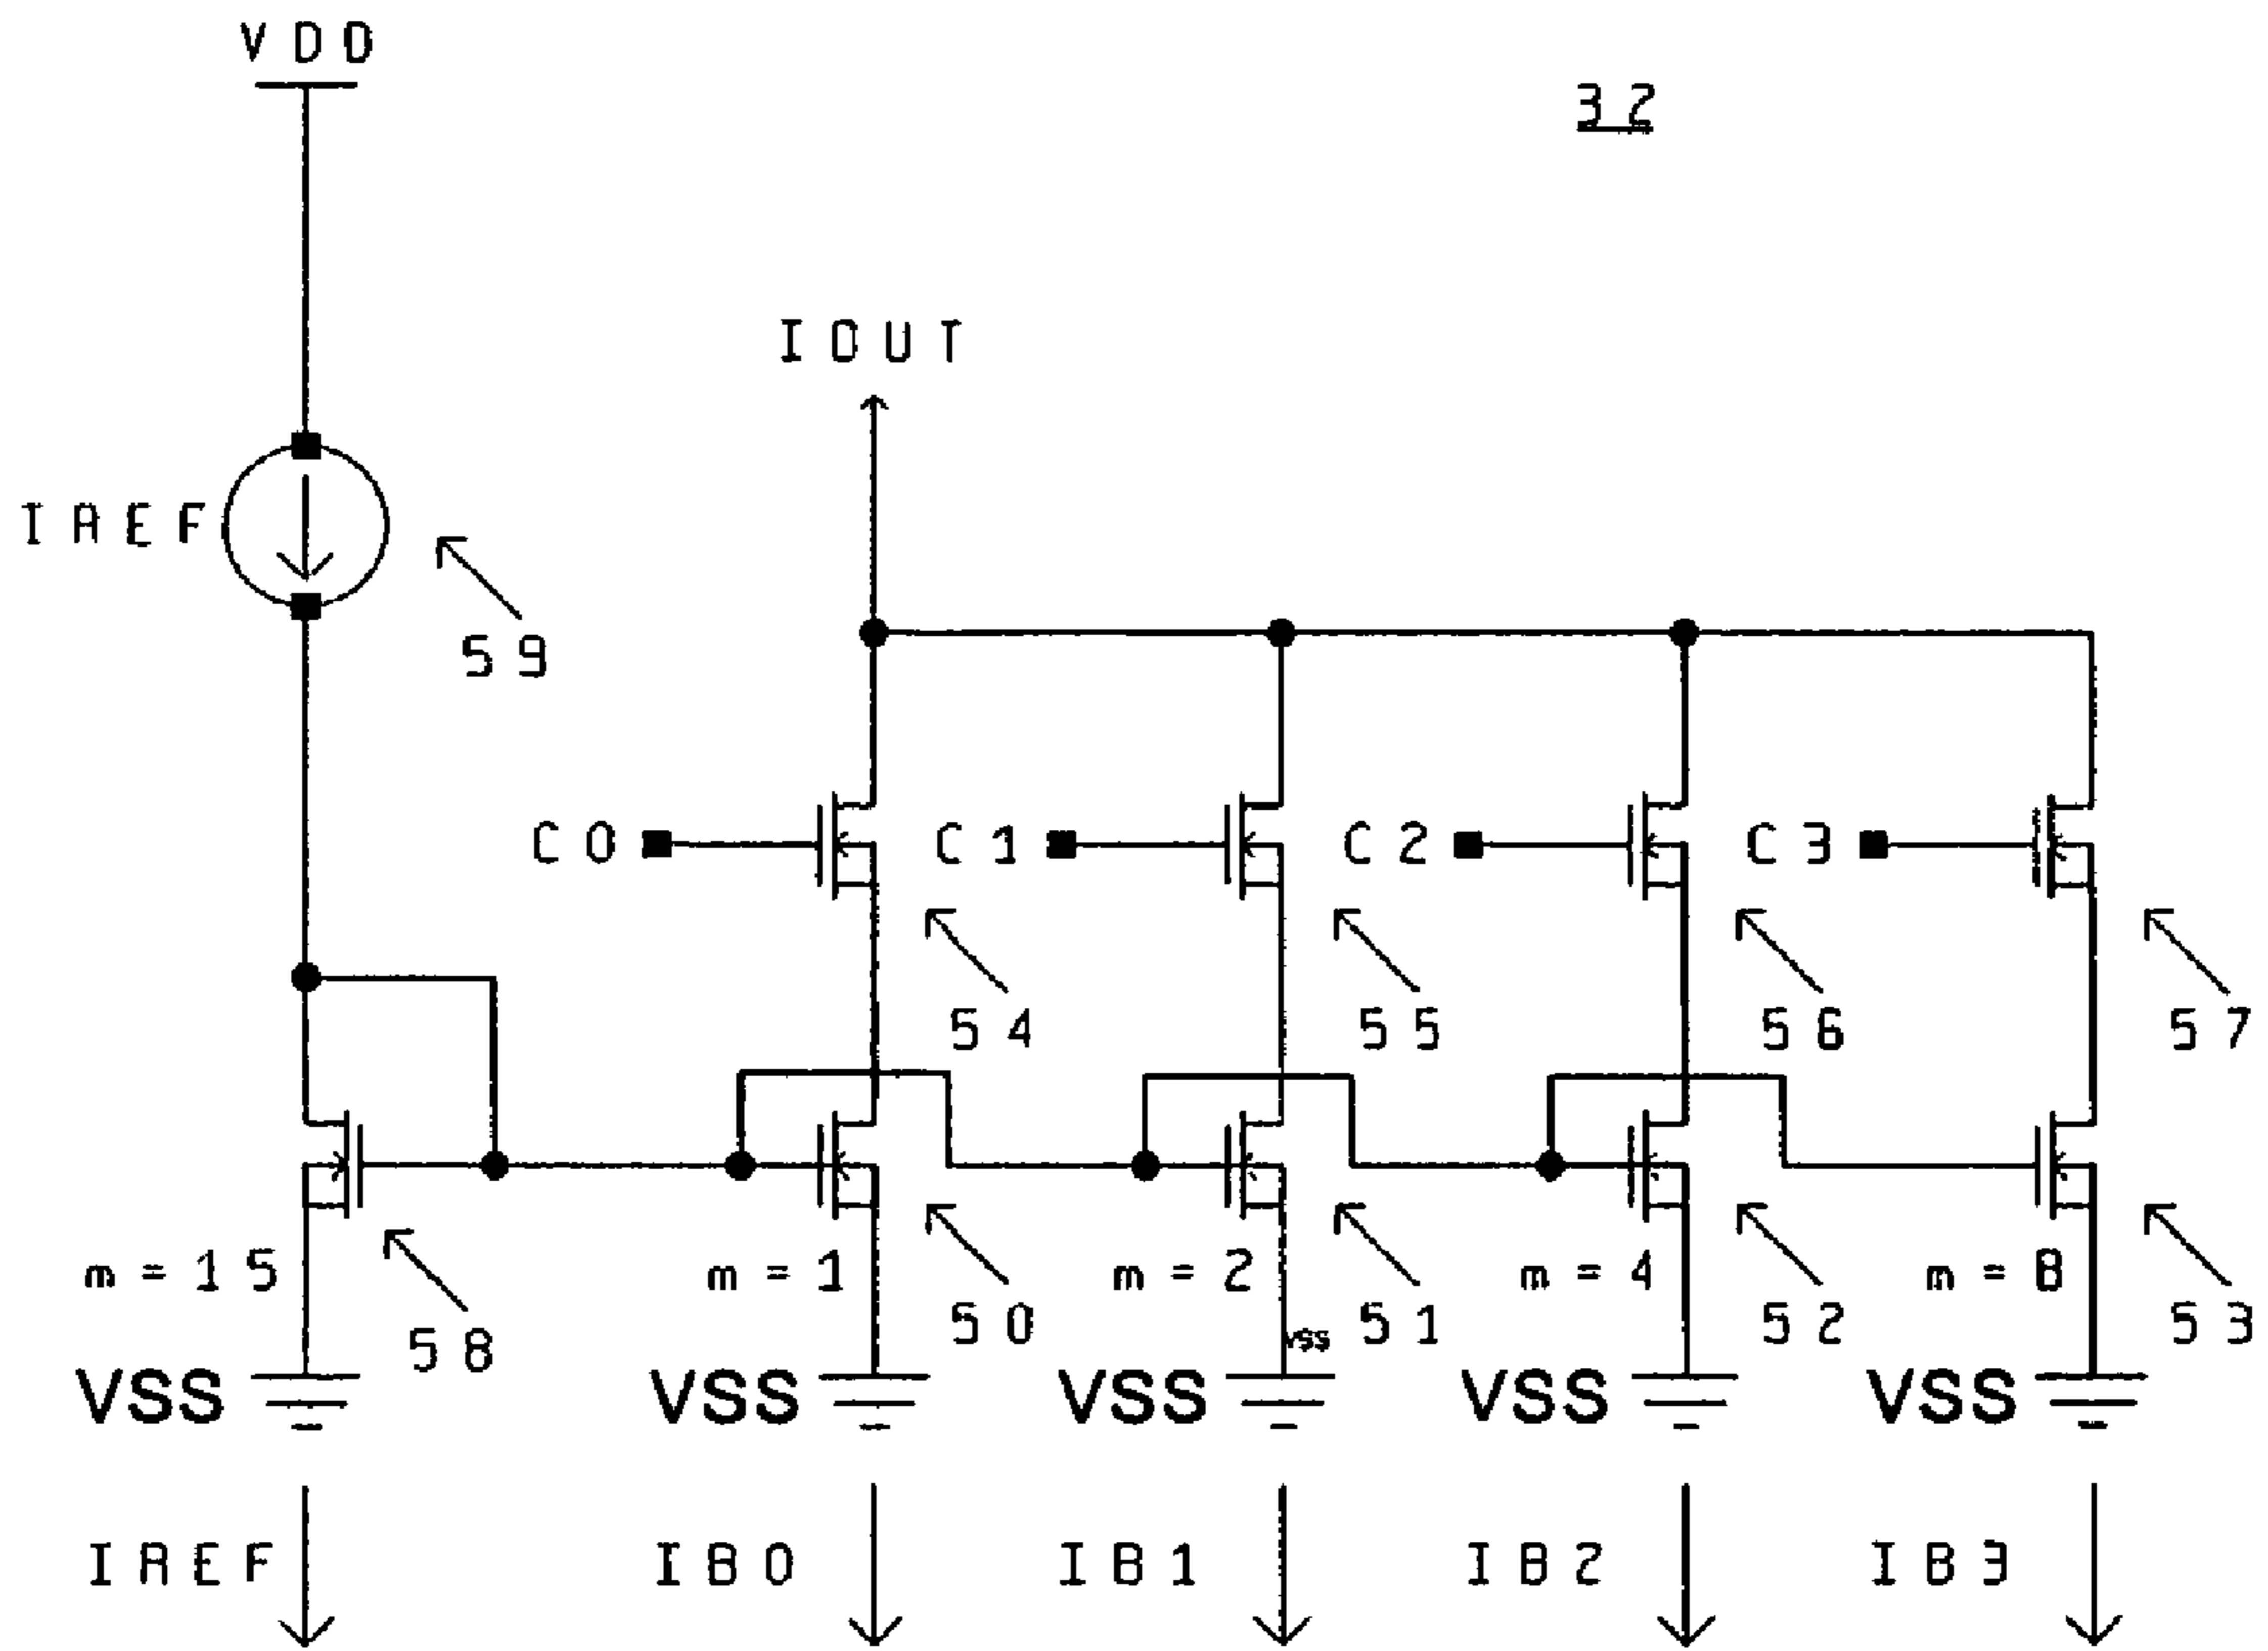 VDD
32
IOUT
IREF
59
C0
C1
C2
C3
54
55
56
57
m=15
m=1
m=2
m=4
m=8
58
50
51
52
53
vss
VSS
VSS
VSS
VSS
VSS
IREF
IB0
IB1
IB2
IB3